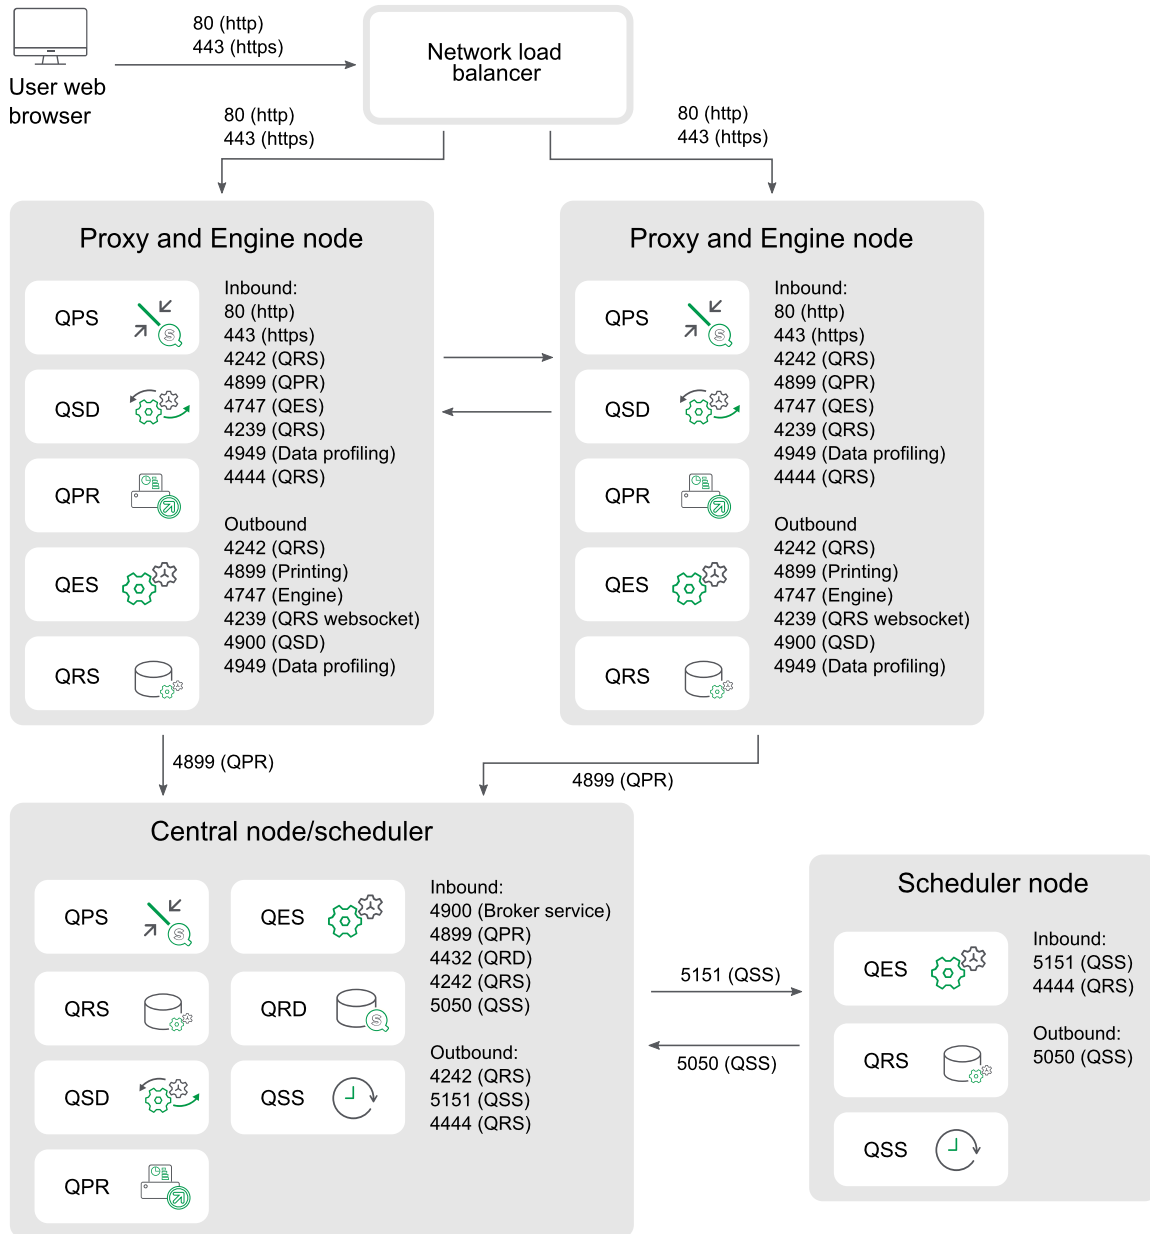 80 (http)
443 (https)
User web
browser
Network load
balancer
80 (http)
443 (https)
80 (http)
443 (https)
Proxy and Engine node
QPS
QSD
QPR
QES
QRS
Inbound:
80 (http)
443 (https)
4242 (QRS)
4899 (QPR)
4747 (QES)
4239 (QRS)
4949 (Data profiling)
4444 (QRS)
Outbound
4242 (QRS)
4899 (Printing)
4747 (Engine)
4239 (QRS websocket)
4900 (QSD)
4949 (Data profiling)
Proxy and Engine node
QPS
QSD
QPR
QES
QRS
Inbound:
80 (http)
443 (https)
4242 (QRS)
4899 (QPR)
4747 (QES)
4239 (QRS)
4949 (Data profiling)
4444 (QRS)
Outbound
4242 (QRS)
4899 (Printing)
4747 (Engine)
4239 (QRS websocket)
4900 (QSD)
4949 (Data profiling)
4899 (QPR)
4899 (QPR)
Central node/scheduler
QPS
QRS
QSD
QPR
QES
QRD
QSS
Inbound:
4900 (Broker service)
4899 (QPR)
4432 (QRD)
4242 (QRS)
5050 (QSS)
Outbound:
4242 (QRS)
5151 (QSS)
4444 (QRS)
5151 (QSS)
5050 (QSS)
Scheduler node
QES
QRS
QSS
Inbound:
5151 (QSS)
4444 (QRS)
Outbound:
5050 (QSS)